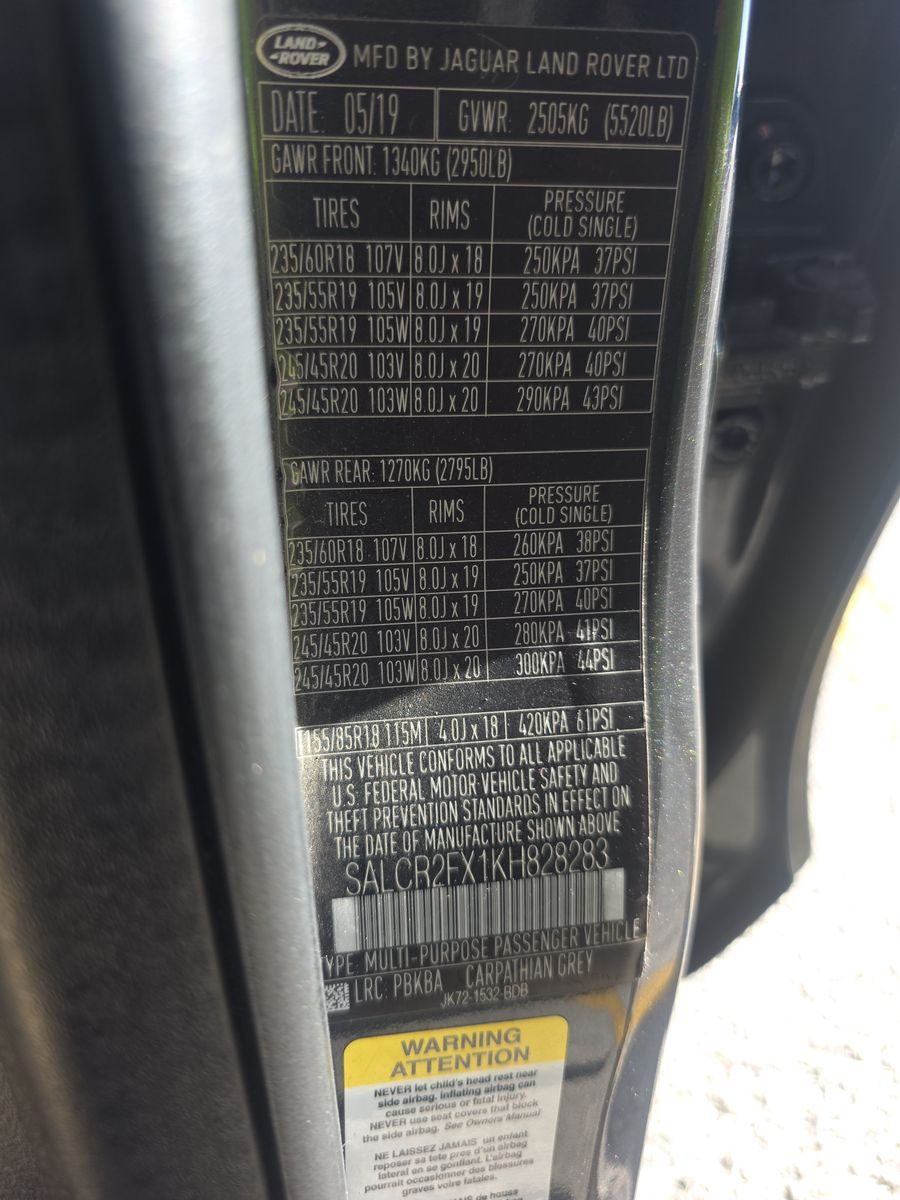 LAND ROVER MFD BY JAGUAR LAND ROVER LTD
DATE: 05/19 GVWR: 2505KG (5520LB)
GAWR FRONT: 1340KG (2950LB)
TIRES RIMS PRESSURE (COLD SINGLE)
235/60R18 107V 8.0J x 18 250KPA 37PSI
235/55R19 105V 8.0J x 19 250KPA 37PSI
235/55R19 105W 8.0J x 19 270KPA 40PSI
245/45R20 103V 8.0J x 20 270KPA 40PSI
245/45R20 103W 8.0J x 20 290KPA 43PSI
GAWR REAR: 1270KG (2795LB)
TIRES RIMS PRESSURE (COLD SINGLE)
235/60R18 107V 8.0J x 18 260KPA 38PSI
235/55R19 105V 8.0J x 19 250KPA 37PSI
235/55R19 105W 8.0J x 19 270KPA 40PSI
245/45R20 103V 8.0J x 20 280KPA 41PSI
245/45R20 103W 8.0J x 20 300KPA 44PSI
T155/85R18 115M 4.0J x 18 420KPA 61PSI
THIS VEHICLE CONFORMS TO ALL APPLICABLE
U.S. FEDERAL MOTOR VEHICLE SAFETY AND
THEFT PREVENTION STANDARDS IN EFFECT ON
THE DATE OF MANUFACTURE SHOWN ABOVE
SALCR2FX1KH828283
TYPE: MULTI-PURPOSE PASSENGER VEHICLE
LRC: PBKBA CARPATHIAN GREY
JK72-1532-BDB
WARNING
ATTENTION
NEVER let child's head rest near
side airbag. Inflating airbag can
cause serious or fatal injury.
NEVER use seat covers that block
the side airbag. See Owners Manual
NE LAISSEZ JAMAIS un enfant
reposer sa tete pres d'un airbag
lateral en se gonflant. L'airbag
pourrait occasionner des blessures
graves voire fatales.
JAMAIS de housse